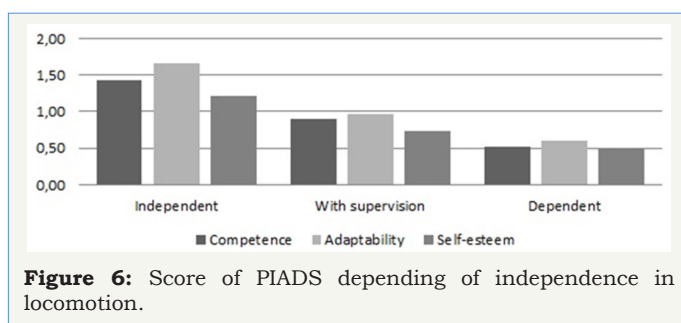 2,00
1,50
1,00
0,50
0,00
Independent With supervision Dependent
Competence Adaptability Self-esteem
Figure 6: Score of PIADS depending of independence in
locomotion.